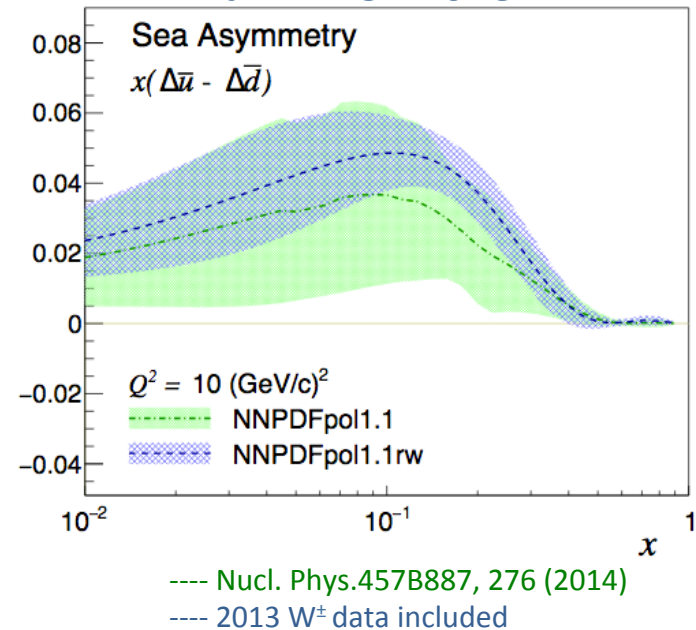 Sea Asymmetry
x(Δū - Δd̄)
0.08
0.06
0.04
0.02
0
−0.02
−0.04
Q² = 10 (GeV/c)²
NNPDFpol1.1
NNPDFpol1.1rw
10⁻² 10⁻¹ 1
x
---- Nucl. Phys.457B887, 276 (2014)
---- 2013 W± data included